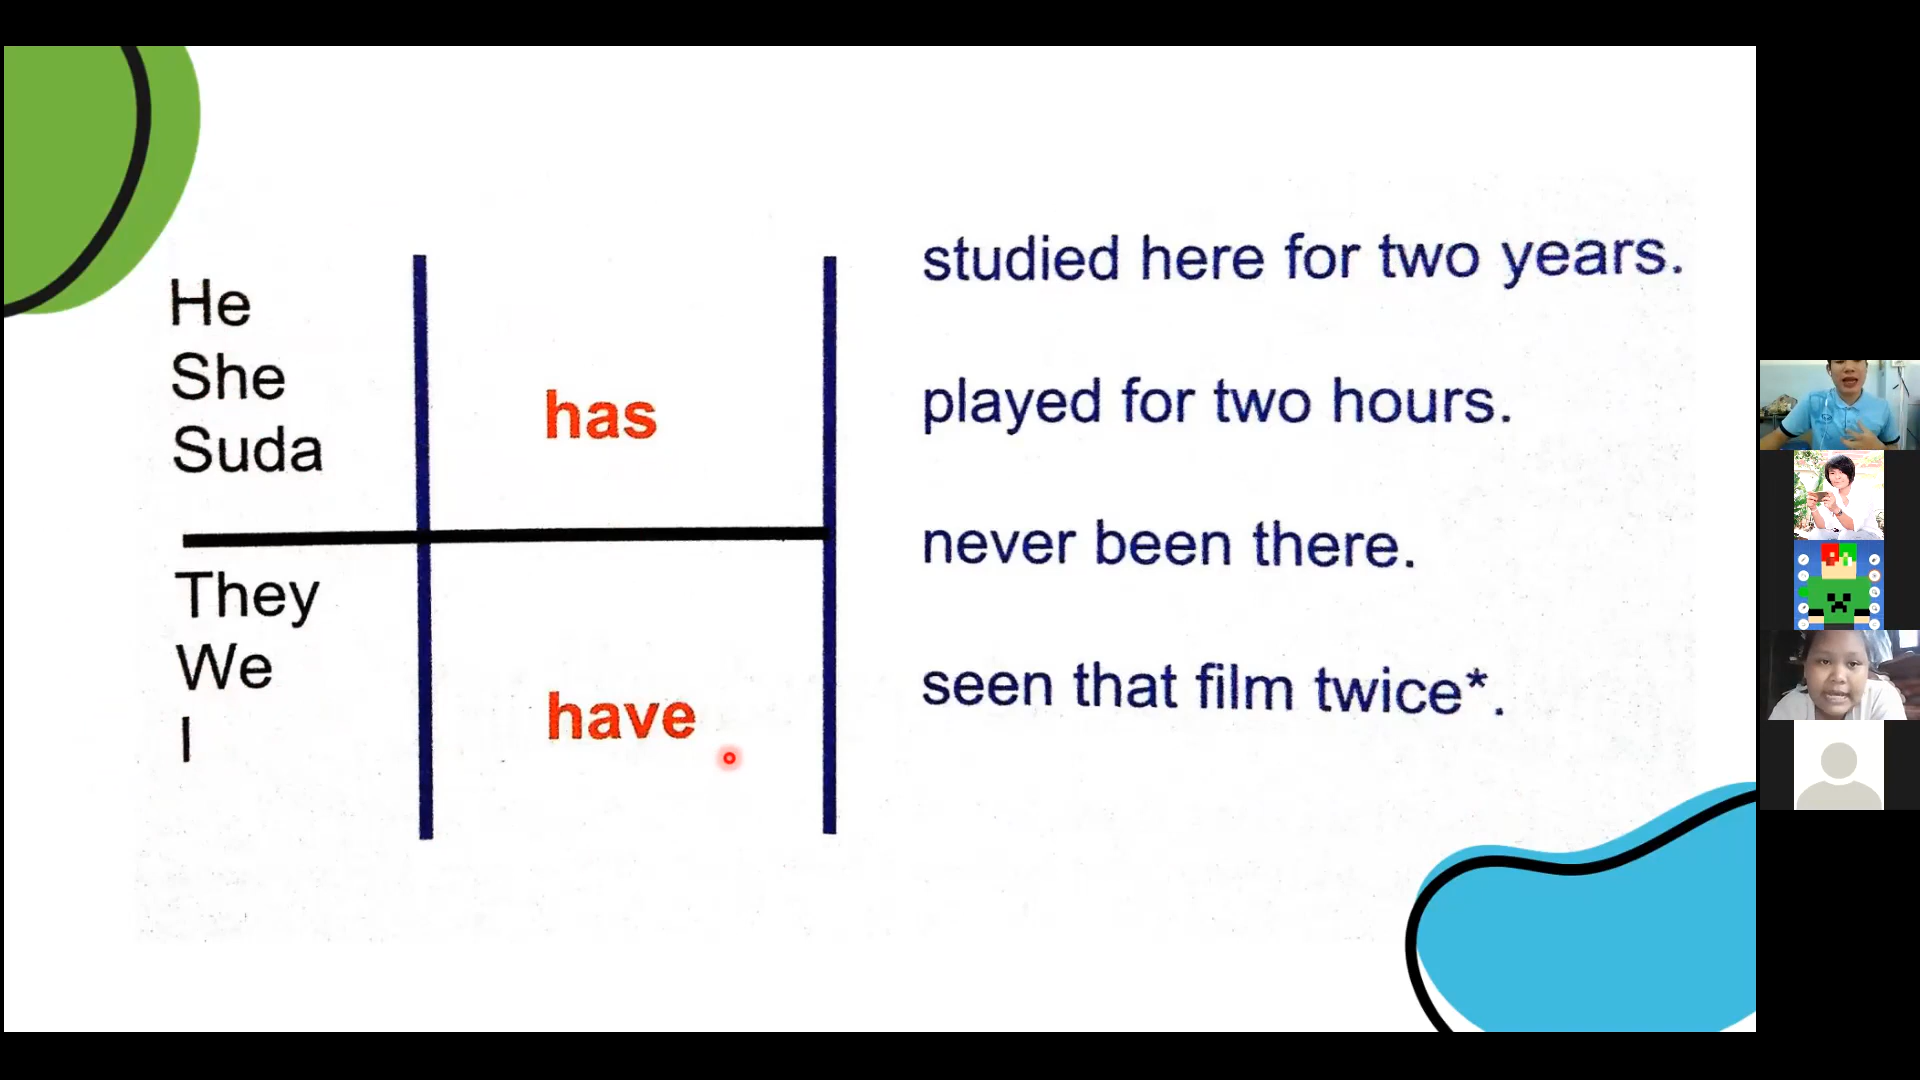 He
She
Suda
has
They
We
I
have
studied here for two years.
played for two hours.
never been there.
seen that film twice*.